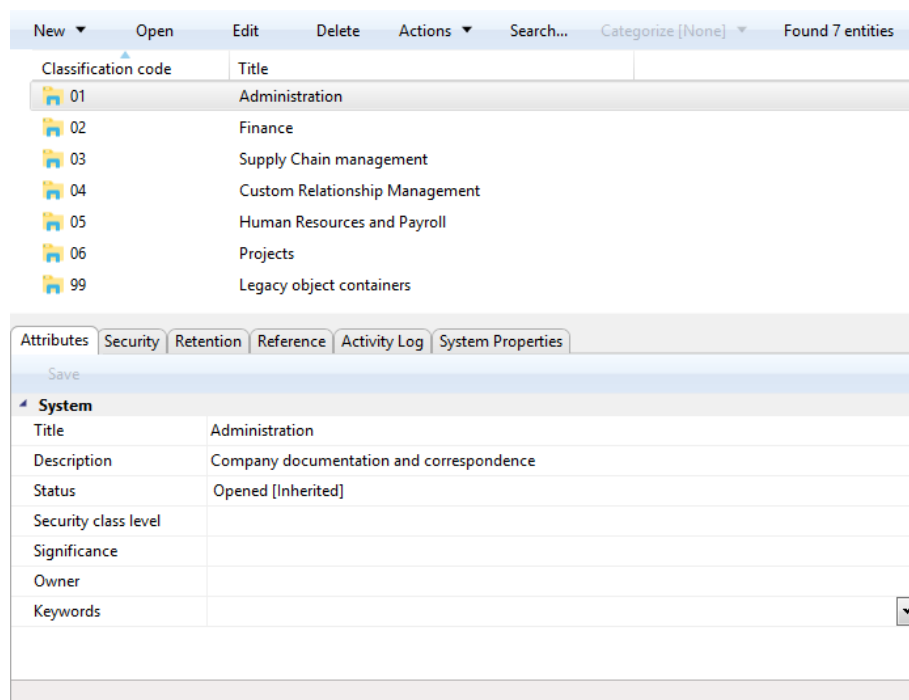 New Open Edit Delete Actions Search... Categorize [None] Found 7 entities
Classification code Title
01 Administration
02 Finance
03 Supply Chain management
04 Custom Relationship Management
05 Human Resources and Payroll
06 Projects
99 Legacy object containers
Attributes Security Retention Reference Activity Log System Properties
Save
System
Title Administration
Description Company documentation and correspondence
Status Opened [Inherited]
Security class level
Significance
Owner
Keywords